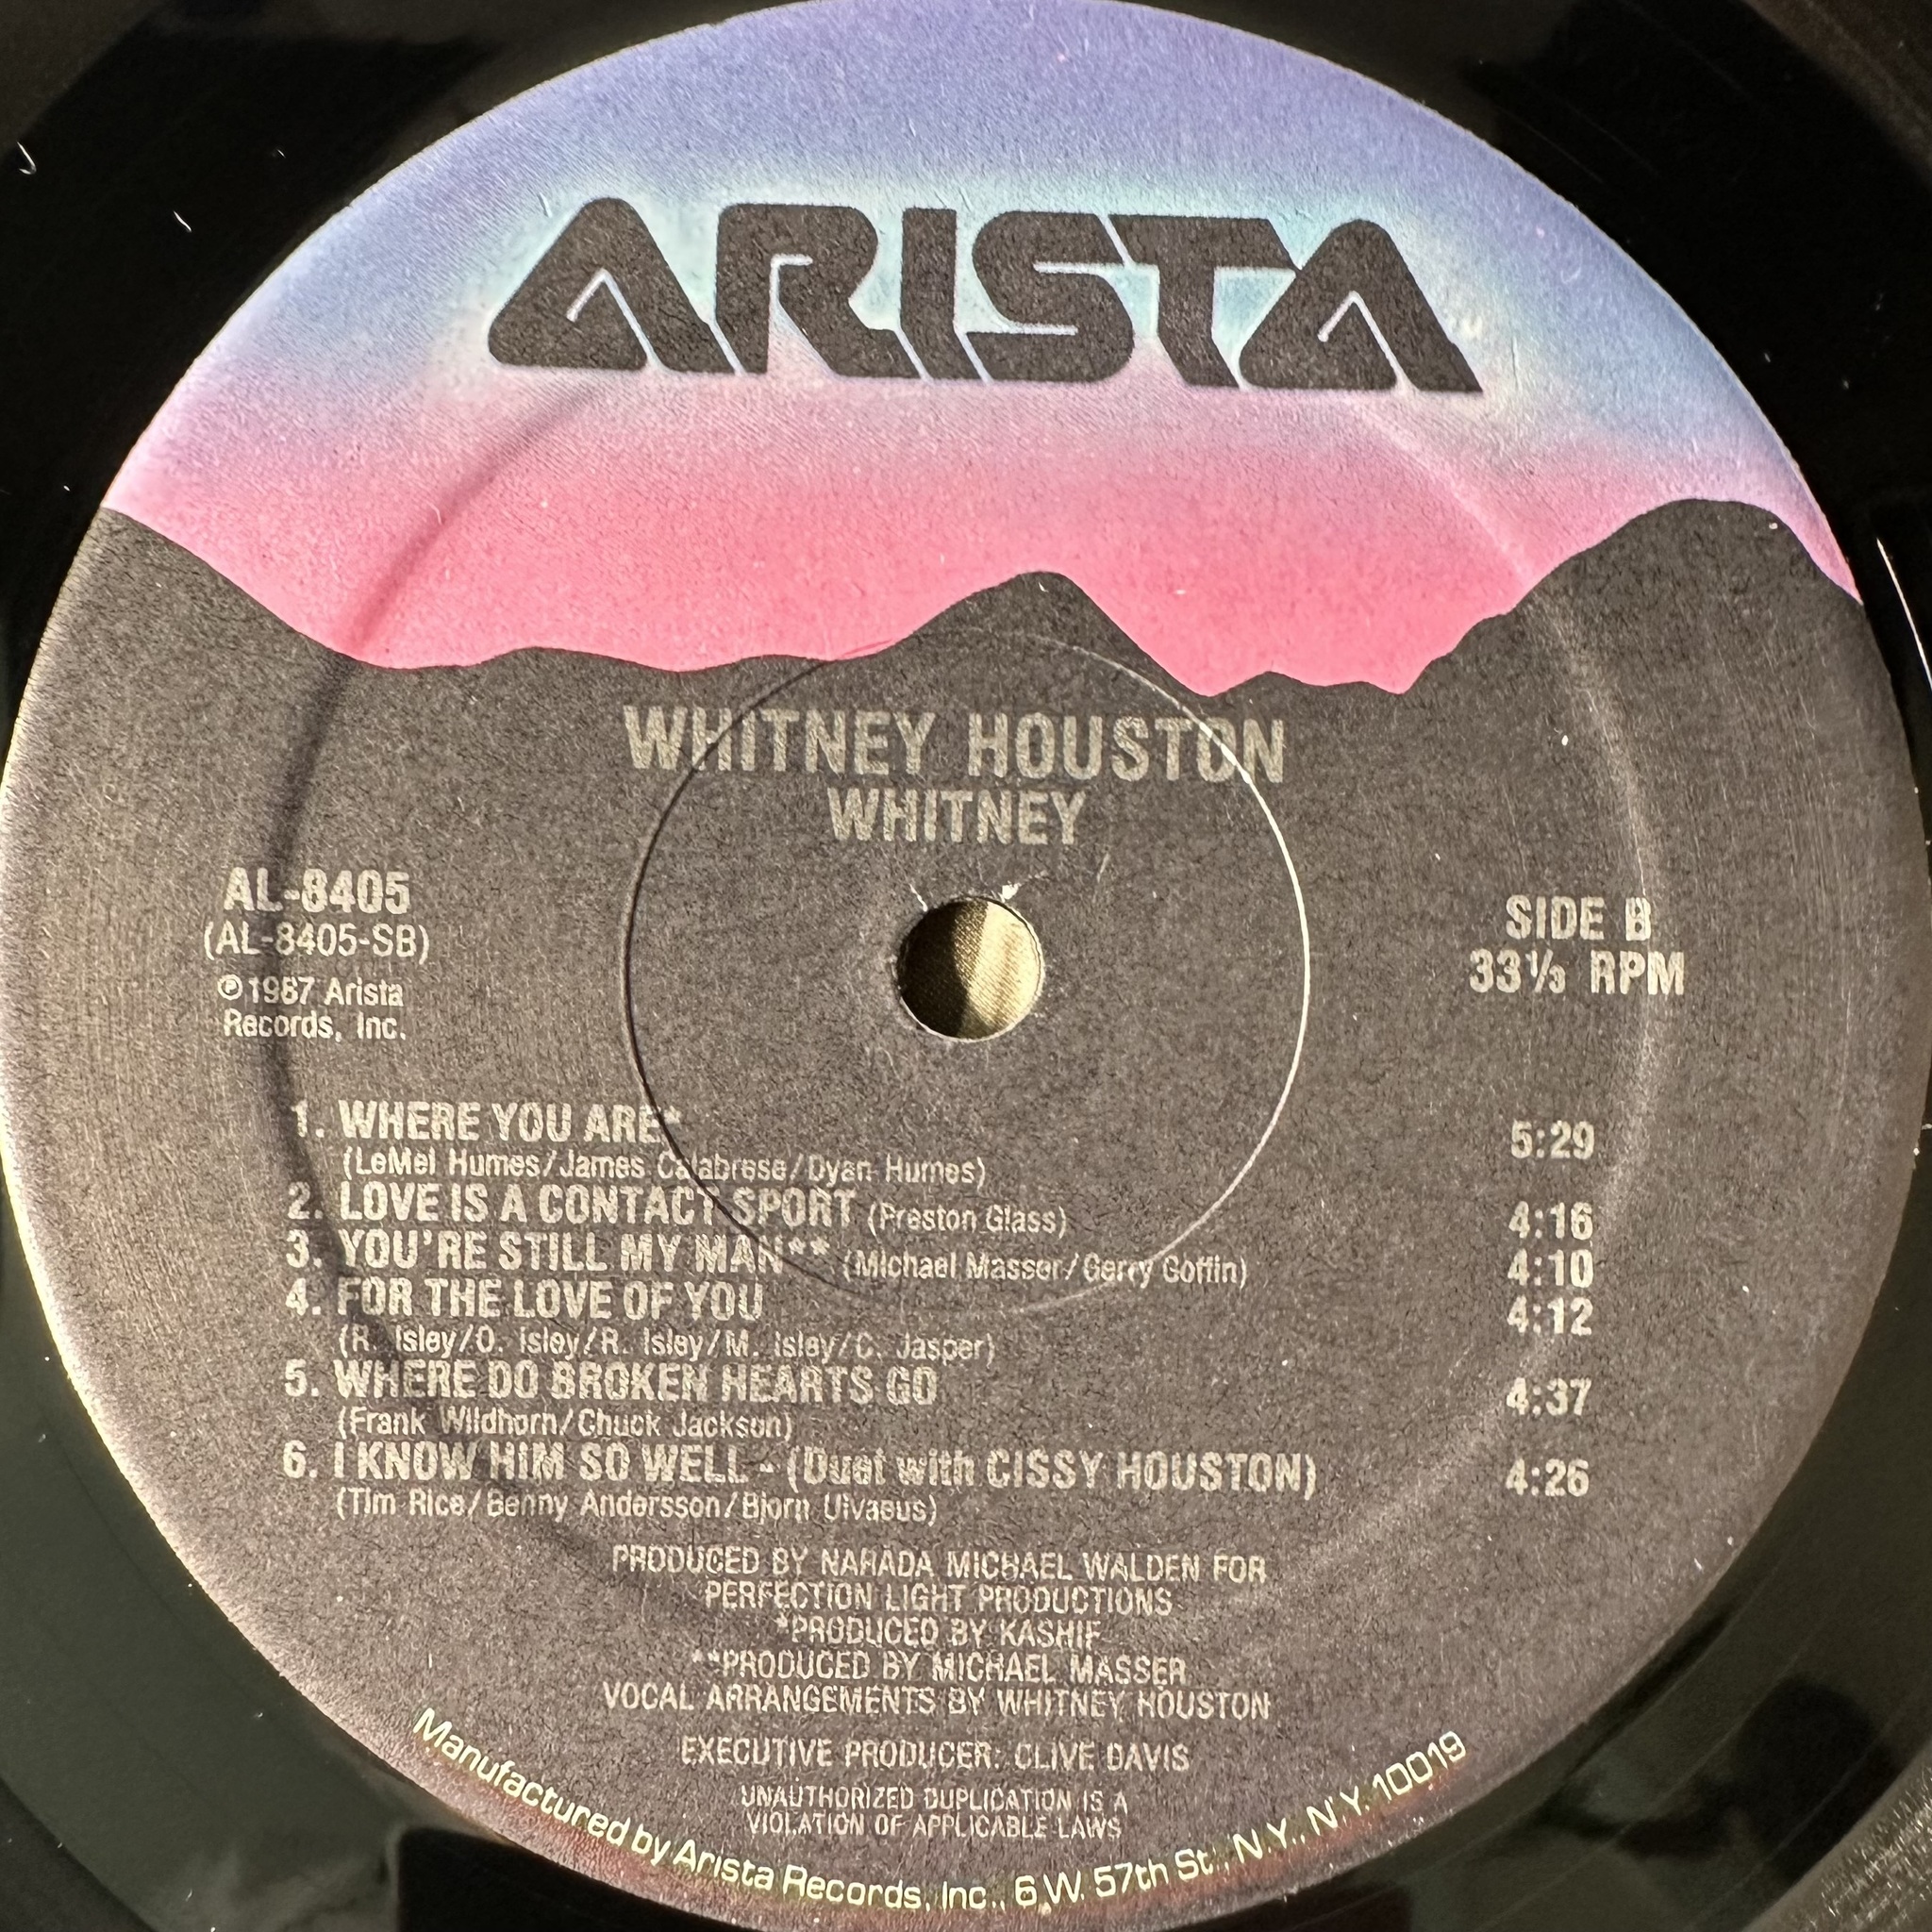 ARISTA
WHITNEY HOUSTON
WHITNEY
AL-8405
(AL-8405-SB)
℗1987 Arista
Records, Inc.
SIDE B
33⅓ RPM
1. WHERE YOU ARE* 5:29
(LeMel Humes/James Calabrese/Dyan Humes)
2. LOVE IS A CONTACT SPORT (Preston Glass) 4:16
3. YOU'RE STILL MY MAN** (Michael Masser/Gerry Goffin) 4:10
4. FOR THE LOVE OF YOU 4:12
(R. Isley/O. Isley/R. Isley/M. Isley/C. Jasper)
5. WHERE DO BROKEN HEARTS GO 4:37
(Frank Wildhorn/Chuck Jackson)
6. I KNOW HIM SO WELL - (Duet with CISSY HOUSTON) 4:26
(Tim Rice/Benny Andersson/Bjorn Ulvaeus)
PRODUCED BY NARADA MICHAEL WALDEN FOR
PERFECTION LIGHT PRODUCTIONS
*PRODUCED BY KASHIF
**PRODUCED BY MICHAEL MASSER
VOCAL ARRANGEMENTS BY WHITNEY HOUSTON
EXECUTIVE PRODUCER: CLIVE DAVIS
UNAUTHORIZED DUPLICATION IS A
VIOLATION OF APPLICABLE LAWS
Manufactured by Arista Records, Inc., 6 W. 57th St., N.Y., N.Y. 10019